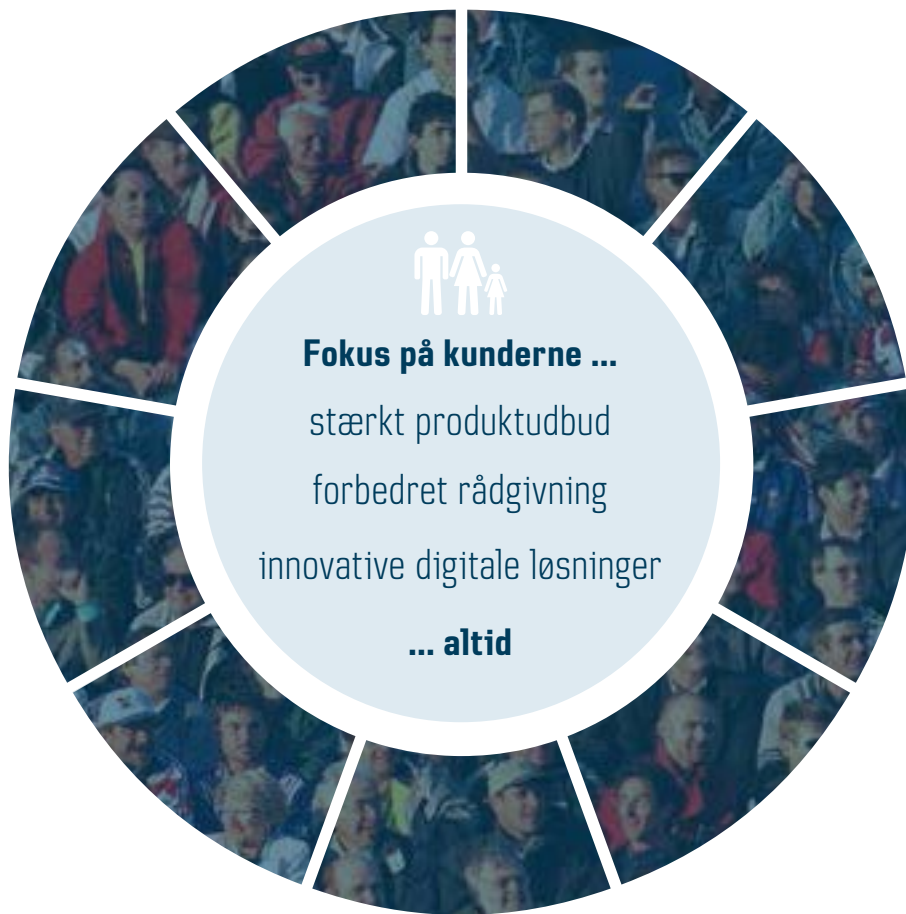 Fokus på kunderne ...
stærkt produktudbud
forbedret rådgivning
innovative digitale løsninger
... altid